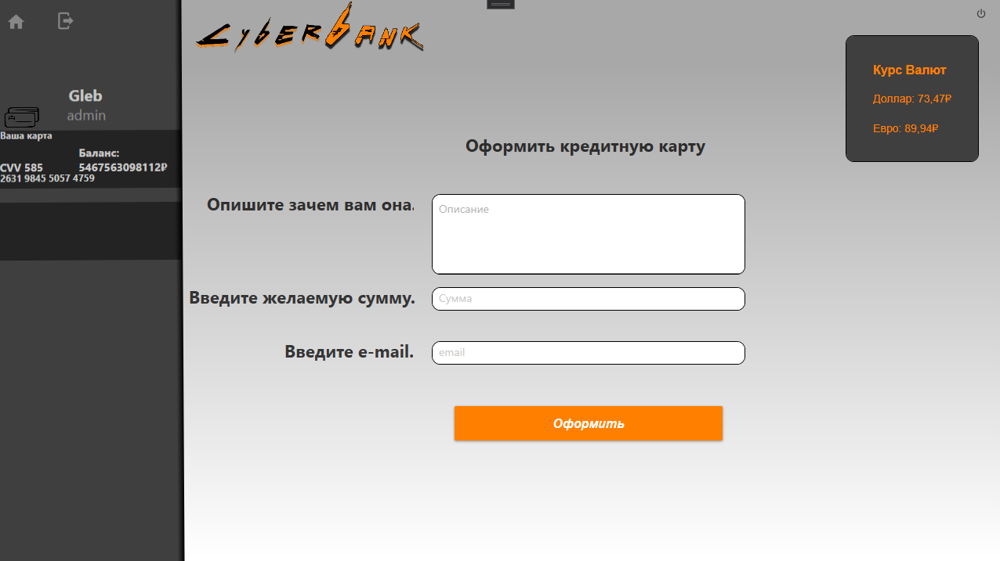 CyberBank
Gleb
admin
Ваша карта
Баланс:
CVV 585
5467563098112₽
2631 9845 5057 4759
Курс Валют
Доллар: 73,47₽
Евро: 89,94₽
Оформить кредитную карту
Опишите зачем вам она.
Описание
Введите желаемую сумму.
Сумма
Введите e-mail.
email
Оформить